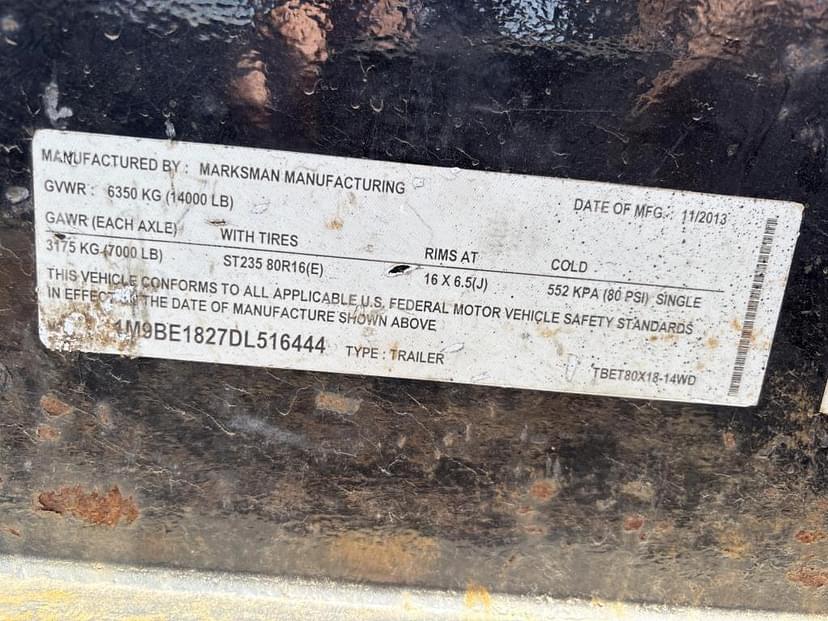 MANUFACTURED BY : MARKSMAN MANUFACTURING
GVWR : 6350 KG (14000 LB) DATE OF MFG.: 11/2013
GAWR (EACH AXLE) WITH TIRES RIMS AT COLD
3175 KG (7000 LB) ST235 80R16(E) 16 X 6.5(J) 552 KPA (80 PSI) SINGLE
THIS VEHICLE CONFORMS TO ALL APPLICABLE U.S. FEDERAL MOTOR VEHICLE SAFETY STANDARDS
IN EFFECT ON THE DATE OF MANUFACTURE SHOWN ABOVE
1M9BE1827DL516444 TYPE : TRAILER TBET80X18-14WD